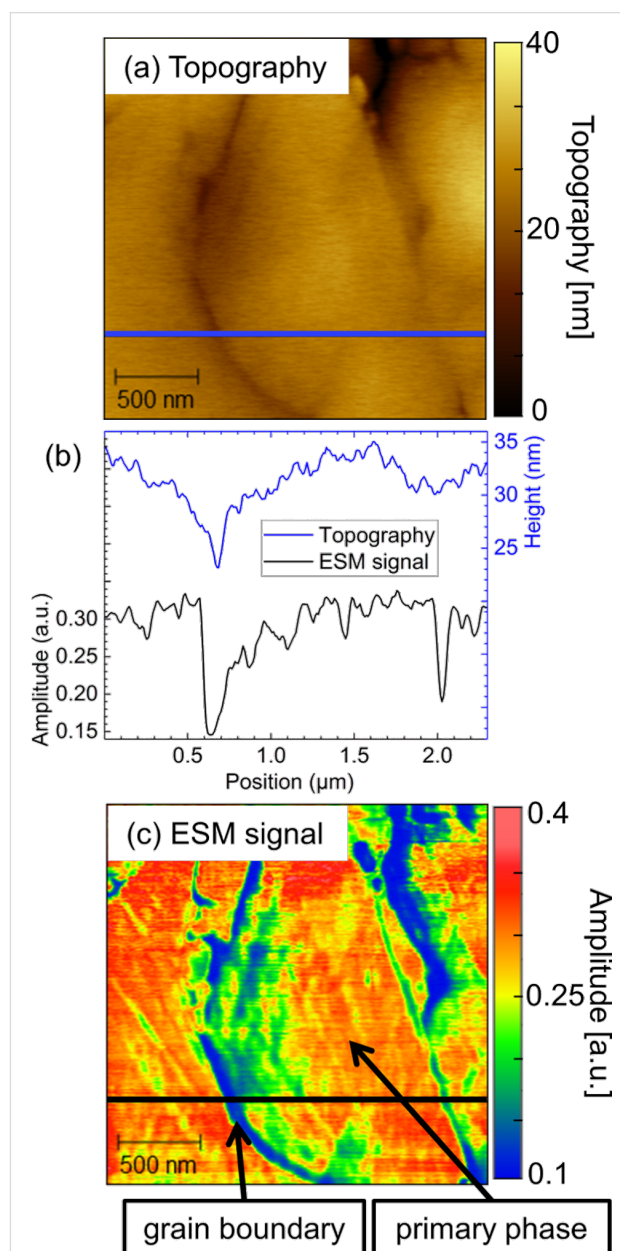 (a) Topography
40
20
0
Topography [nm]
500 nm
(b)
35
30
25
Height (nm)
Topography
ESM signal
0.30
0.25
0.20
0.15
Amplitude (a.u.)
0.5 1.0 1.5 2.0
Position (µm)
(c) ESM signal
0.4
0.25
0.1
Amplitude [a.u.]
500 nm
grain boundary
primary phase